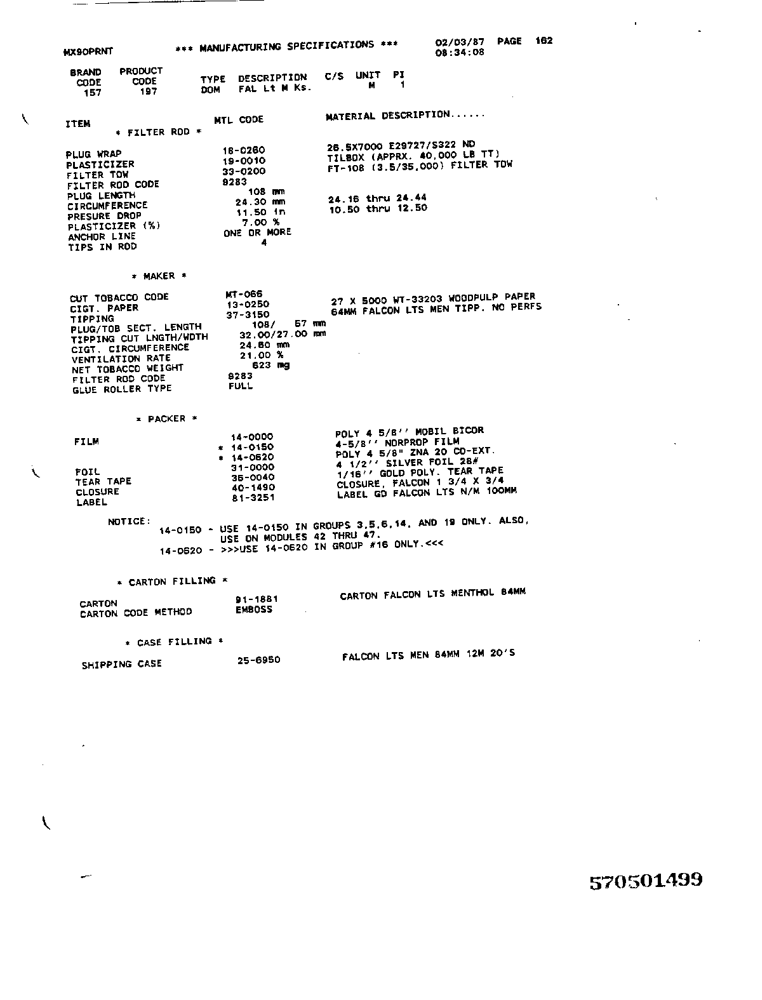 MX90PRNT *** MANUFACTURING SPECIFICATIONS *** 02/03/87 PAGE 162
08:34:08
BRAND PRODUCT
CODE CODE TYPE DESCRIPTION C/S UNIT PI
157 197 DOM FAL Lt M Ks. M 1
ITEM MTL CODE MATERIAL DESCRIPTION......
* FILTER ROD *
PLUG WRAP 18-0260 26.5X7000 E29727/S322 ND
PLASTICIZER 19-0010 TILBOX (APPRX. 40,000 LB TT)
FILTER TOW 33-0200 FT-108 (3.5/35,000) FILTER TOW
FILTER ROD CODE 9283
PLUG LENGTH 108 mm
CIRCUMFERENCE 24.30 mm 24.16 thru 24.44
PRESURE DROP 11.50 in 10.50 thru 12.50
PLASTICIZER (%) 7.00 %
ANCHOR LINE ONE OR MORE
TIPS IN ROD 4
* MAKER *
CUT TOBACCO CODE MT-066
CIGT. PAPER 13-0250 27 X 5000 WT-33203 WOODPULP PAPER
TIPPING 37-3150 64MM FALCON LTS MEN TIPP. NO PERFS
PLUG/TOB SECT. LENGTH 108/ 57 mm
TIPPING CUT LNGTH/WDTH 32.00/27.00 mm
CIGT. CIRCUMFERENCE 24.80 mm
VENTILATION RATE 21.00 %
NET TOBACCO WEIGHT 623 mg
FILTER ROD CODE 9283
GLUE ROLLER TYPE FULL
* PACKER *
FILM 14-0000 POLY 4 5/8'' MOBIL BICOR
* 14-0150 4-5/8'' NORPROP FILM
* 14-0620 POLY 4 5/8" ZNA 20 CO-EXT.
FOIL 31-0000 4 1/2'' SILVER FOIL 28#
TEAR TAPE 35-0040 1/16'' GOLD POLY. TEAR TAPE
CLOSURE 40-1490 CLOSURE, FALCON 1 3/4 X 3/4
LABEL 81-3251 LABEL GD FALCON LTS N/M 100MM
NOTICE:
14-0150 - USE 14-0150 IN GROUPS 3,5,6,14, AND 19 ONLY. ALSO,
USE ON MODULES 42 THRU 47.
14-0620 - >>>USE 14-0620 IN GROUP #16 ONLY.<<<
* CARTON FILLING *
CARTON 91-1881 CARTON FALCON LTS MENTHOL 84MM
CARTON CODE METHOD EMBOSS
* CASE FILLING *
SHIPPING CASE 25-6950 FALCON LTS MEN 84MM 12M 20'S
570501499